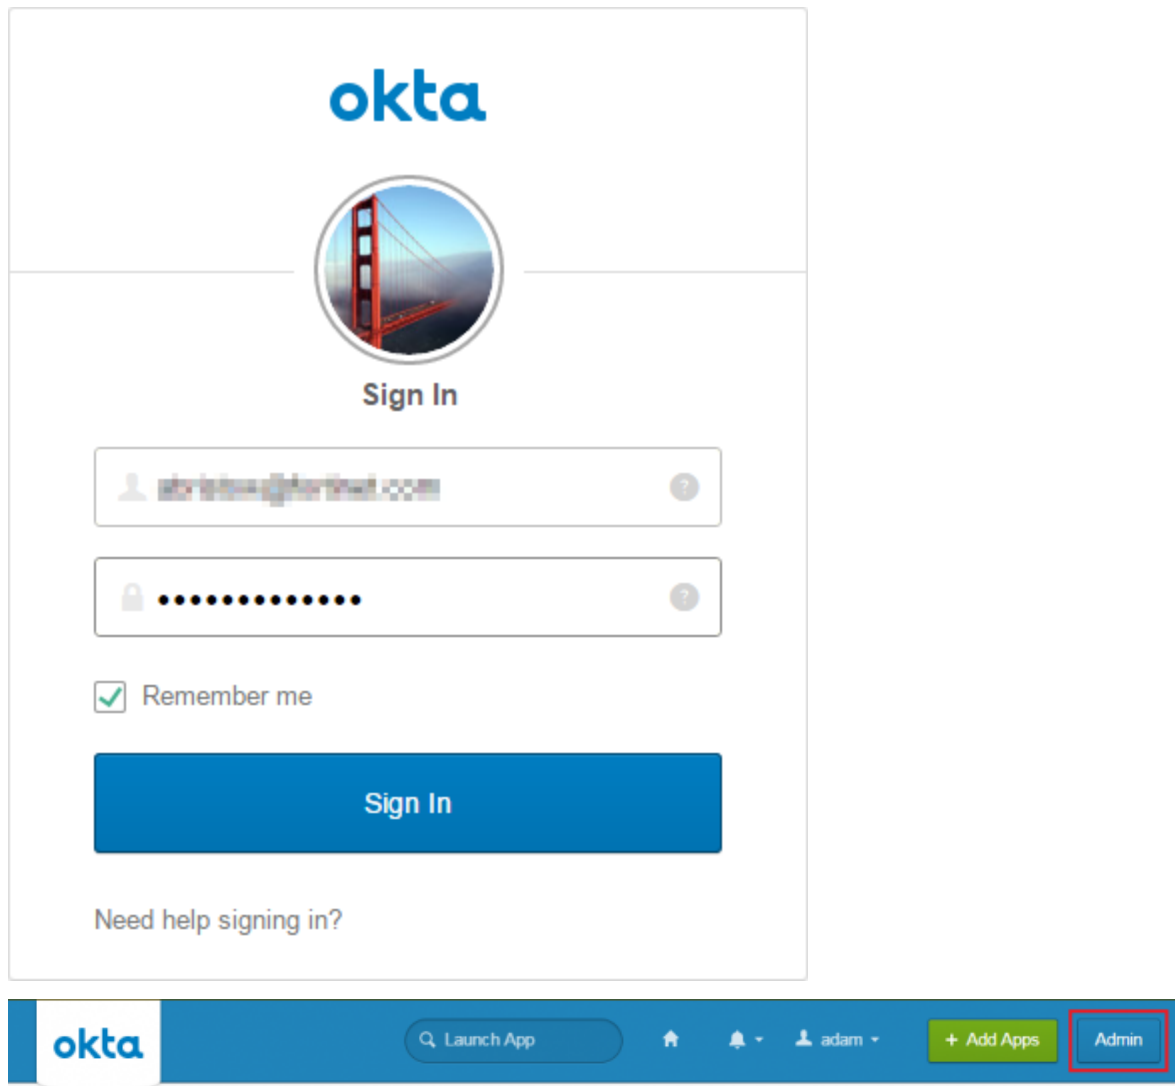 okta
Sign In
Remember me
Sign In
Need help signing in?
okta
Launch App
adam
+ Add Apps
Admin